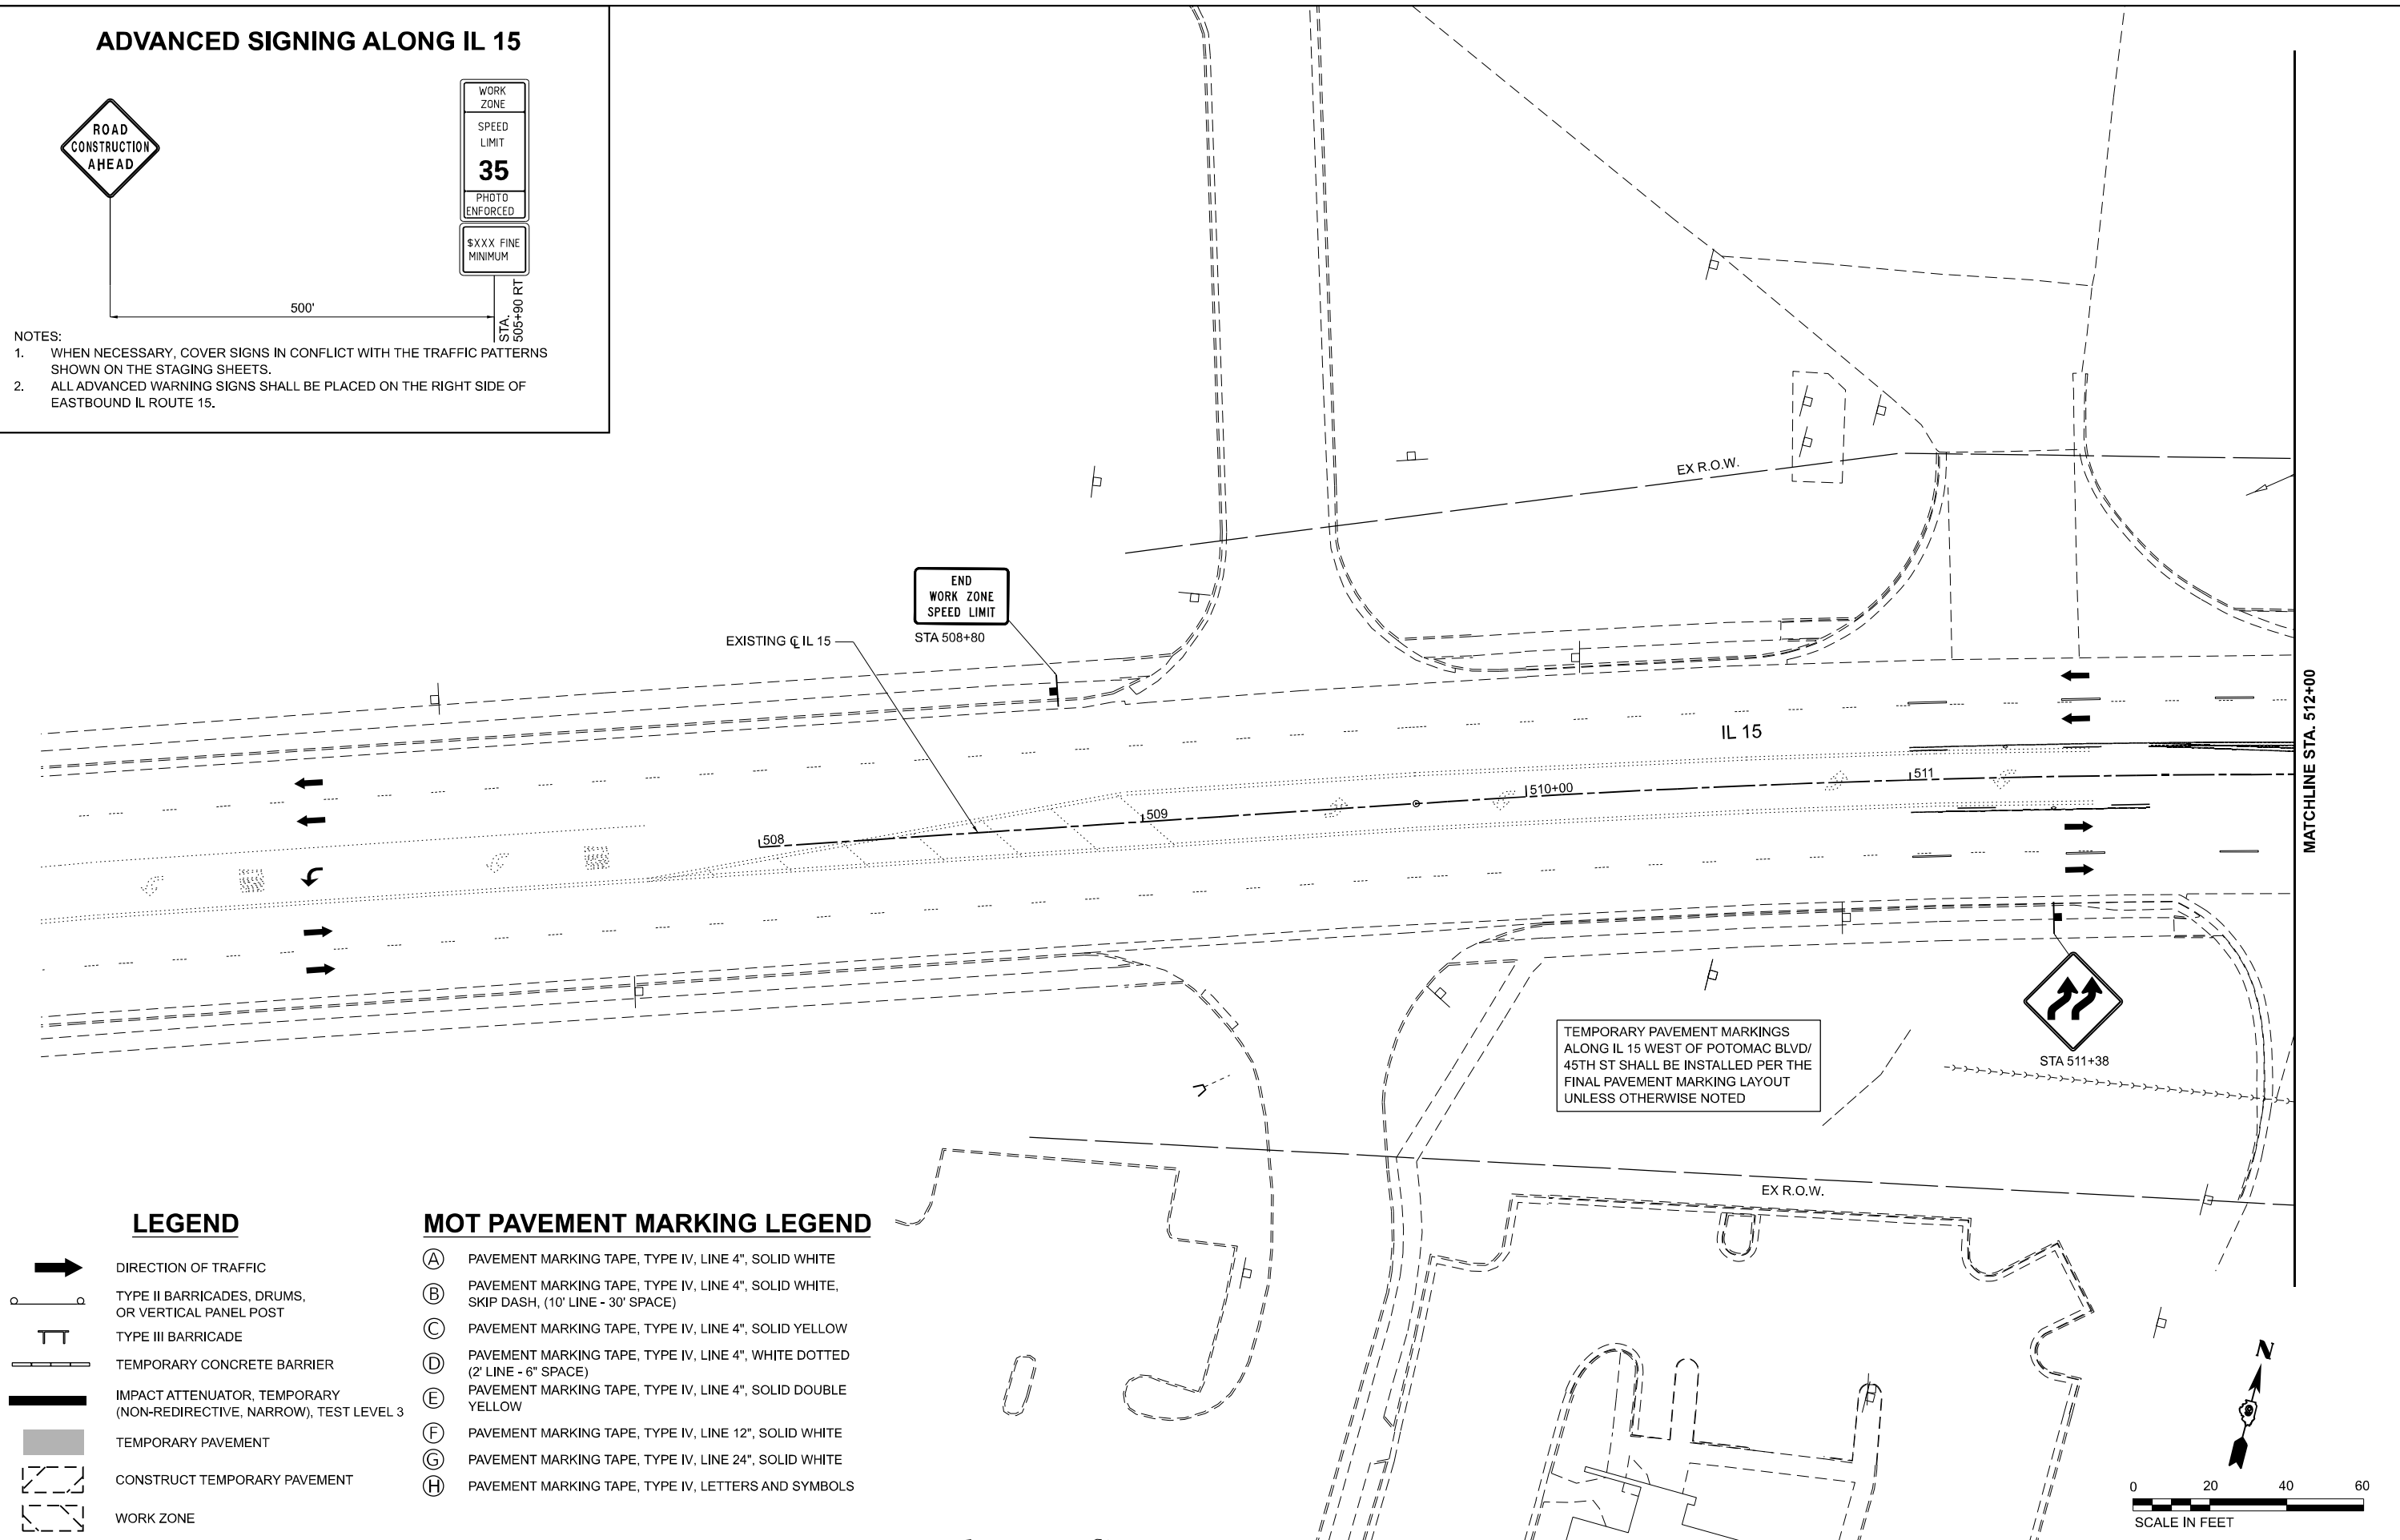 ADVANCED SIGNING ALONG IL 15
ROAD
CONSTRUCTION
AHEAD
WORK
ZONE
SPEED
LIMIT
35
PHOTO
ENFORCED
$XXX FINE
MINIMUM
500'
STA.
505+90 RT
NOTES:
1. WHEN NECESSARY, COVER SIGNS IN CONFLICT WITH THE TRAFFIC PATTERNS
SHOWN ON THE STAGING SHEETS.
2. ALL ADVANCED WARNING SIGNS SHALL BE PLACED ON THE RIGHT SIDE OF
EASTBOUND IL ROUTE 15.
EX R.O.W.
END
WORK ZONE
SPEED LIMIT
STA 508+80
EXISTING ℄ IL 15
IL 15
508
509
510+00
511
MATCHLINE STA. 512+00
STA 511+38
TEMPORARY PAVEMENT MARKINGS
ALONG IL 15 WEST OF POTOMAC BLVD/
45TH ST SHALL BE INSTALLED PER THE
FINAL PAVEMENT MARKING LAYOUT
UNLESS OTHERWISE NOTED
EX R.O.W.
LEGEND
DIRECTION OF TRAFFIC
TYPE II BARRICADES, DRUMS,
OR VERTICAL PANEL POST
TYPE III BARRICADE
TEMPORARY CONCRETE BARRIER
IMPACT ATTENUATOR, TEMPORARY
(NON-REDIRECTIVE, NARROW), TEST LEVEL 3
TEMPORARY PAVEMENT
CONSTRUCT TEMPORARY PAVEMENT
WORK ZONE
MOT PAVEMENT MARKING LEGEND
A PAVEMENT MARKING TAPE, TYPE IV, LINE 4", SOLID WHITE
B PAVEMENT MARKING TAPE, TYPE IV, LINE 4", SOLID WHITE,
SKIP DASH, (10' LINE - 30' SPACE)
C PAVEMENT MARKING TAPE, TYPE IV, LINE 4", SOLID YELLOW
D PAVEMENT MARKING TAPE, TYPE IV, LINE 4", WHITE DOTTED
(2' LINE - 6" SPACE)
E PAVEMENT MARKING TAPE, TYPE IV, LINE 4", SOLID DOUBLE
YELLOW
F PAVEMENT MARKING TAPE, TYPE IV, LINE 12", SOLID WHITE
G PAVEMENT MARKING TAPE, TYPE IV, LINE 24", SOLID WHITE
H PAVEMENT MARKING TAPE, TYPE IV, LETTERS AND SYMBOLS
N
0 20 40 60
SCALE IN FEET